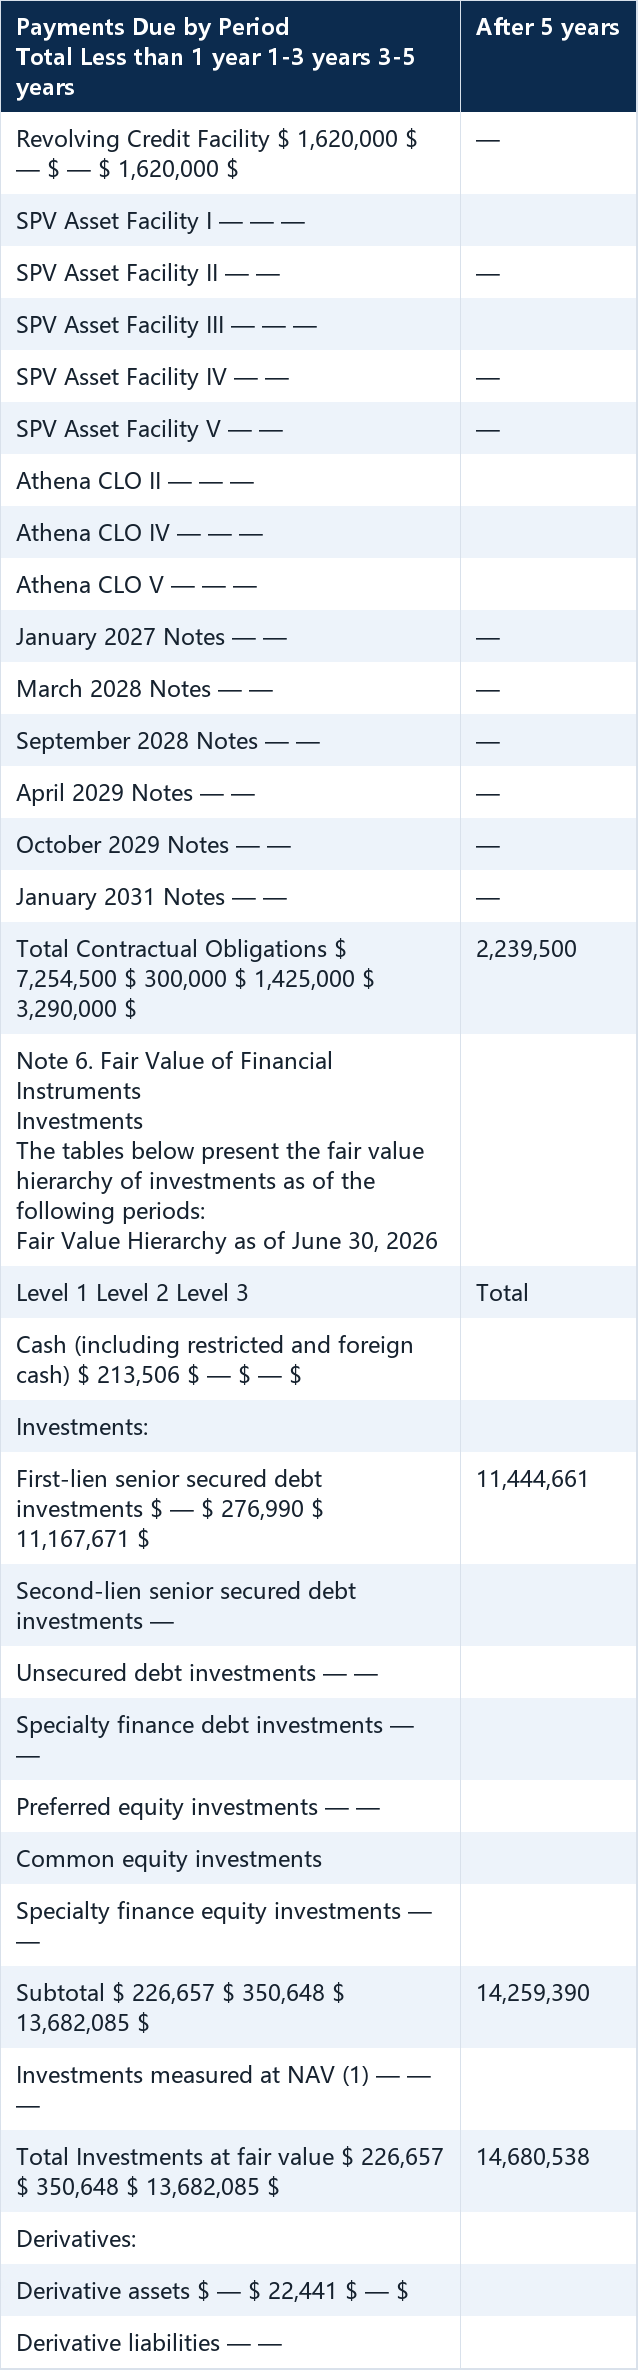 Payments Due by Period
Total Less than 1 year 1-3 years 3-5
years
After 5 years
Revolving Credit Facility $ 1,620,000 $
— $ — $ 1,620,000 $
—
SPV Asset Facility I — — —
SPV Asset Facility II — —
—
SPV Asset Facility III — — —
SPV Asset Facility IV — —
—
SPV Asset Facility V — —
—
Athena CLO II — — —
Athena CLO IV — — —
Athena CLO V — — —
January 2027 Notes — —
—
March 2028 Notes — —
—
September 2028 Notes — —
—
April 2029 Notes — —
—
October 2029 Notes — —
—
January 2031 Notes — —
—
Total Contractual Obligations $
7,254,500 $ 300,000 $ 1,425,000 $
3,290,000 $
2,239,500
Note 6. Fair Value of Financial
Instruments
Investments
The tables below present the fair value
hierarchy of investments as of the
following periods:
Fair Value Hierarchy as of June 30, 2026
Level 1 Level 2 Level 3
Total
Cash (including restricted and foreign
cash) $ 213,506 $ — $ — $
Investments:
First-lien senior secured debt
investments $ — $ 276,990 $
11,167,671 $
11,444,661
Second-lien senior secured debt
investments —
Unsecured debt investments — —
Specialty finance debt investments —
—
Preferred equity investments — —
Common equity investments
Specialty finance equity investments —
—
Subtotal $ 226,657 $ 350,648 $
13,682,085 $
14,259,390
Investments measured at NAV (1) — —
—
Total Investments at fair value $ 226,657
$ 350,648 $ 13,682,085 $
14,680,538
Derivatives:
Derivative assets $ — $ 22,441 $ — $
Derivative liabilities — —